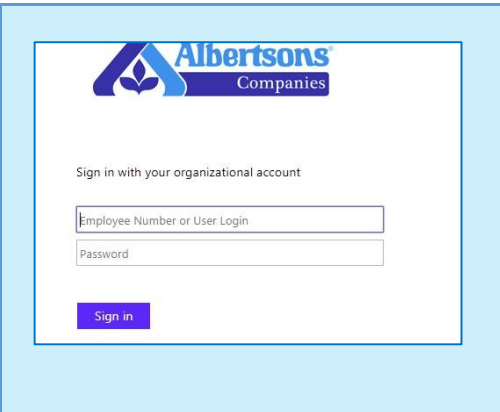 Albertsons®
Companies
Sign in with your organizational account
Employee Number or User Login
Password
Sign in